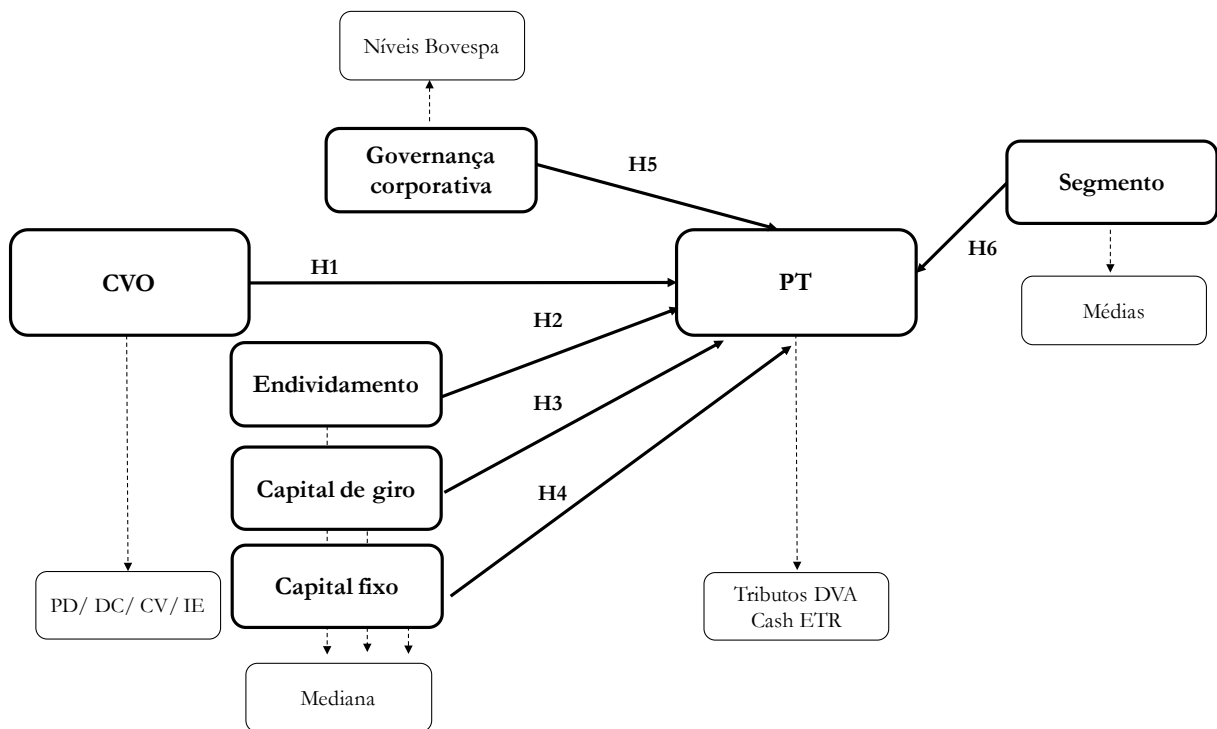 Níveis Bovespa
Governança
corporativa
H5
Segmento
H6
CVO
H1
PT
H2
Médias
Endividamento
H3
Capital de giro
H4
Capital fixo
PD/ DC/ CV/ IE
Tributos DVA
Cash ETR
Mediana